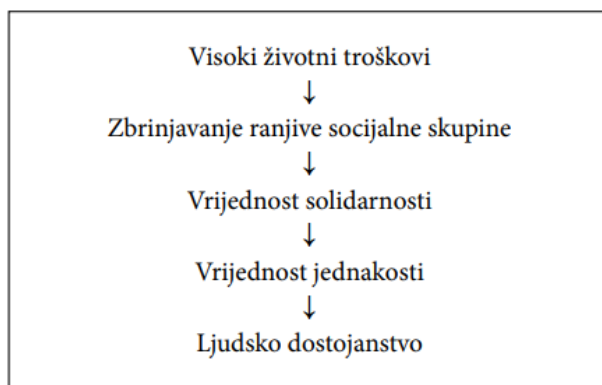 Visoki životni troškovi
↓
Zbrinjavanje ranjive socijalne skupine
↓
Vrijednost solidarnosti
↓
Vrijednost jednakosti
↓
Ljudsko dostojanstvo